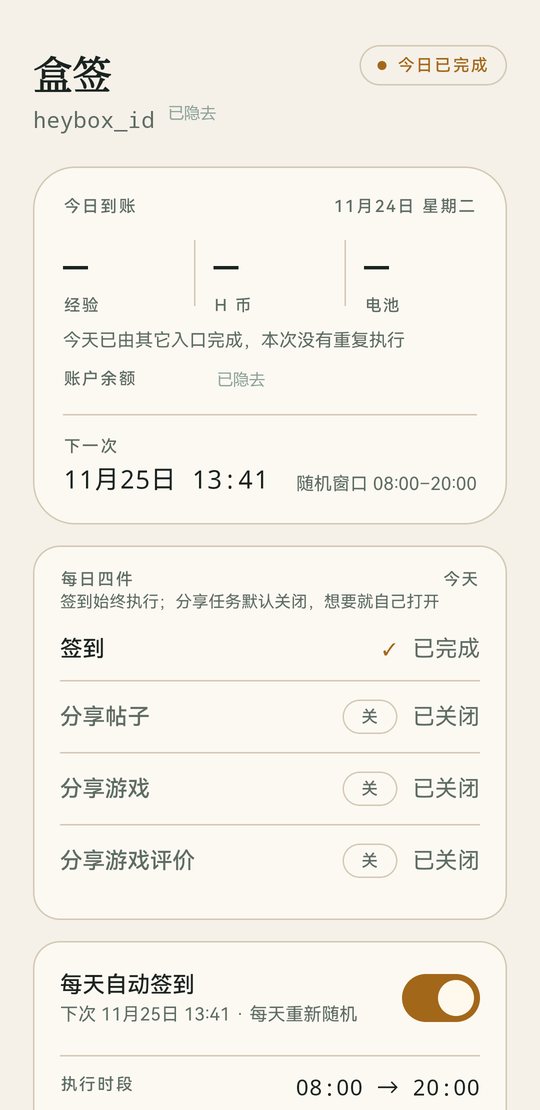 盒签
今日已完成
heybox_id 已隐去
今日到账 11月24日 星期二
— — —
经验 H 币 电池
今天已由其它入口完成，本次没有重复执行
账户余额 已隐去
下一次
11月25日 13:41 随机窗口 08:00–20:00
每日四件 今天
签到始终执行；分享任务默认关闭，想要就自己打开
签到 ✓ 已完成
分享帖子 关 已关闭
分享游戏 关 已关闭
分享游戏评价 关 已关闭
每天自动签到
下次 11月25日 13:41 · 每天重新随机
执行时段 08:00 → 20:00